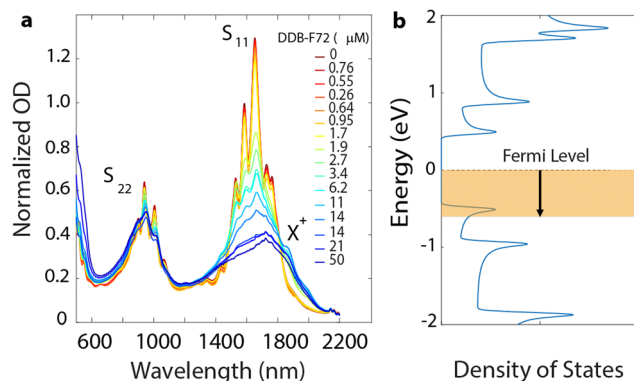 a
b
DDB-F72 ( μM)
S11
S22
X+
0
0.76
0.55
0.26
0.64
0.95
1.7
1.9
2.7
3.4
6.2
11
14
14
21
50
Normalized OD
1.2
1.0
0.8
0.6
0.4
0.2
0
600 1000 1400 1800 2200
Wavelength (nm)
Energy (eV)
2
1
0
-1
-2
Fermi Level
Density of States